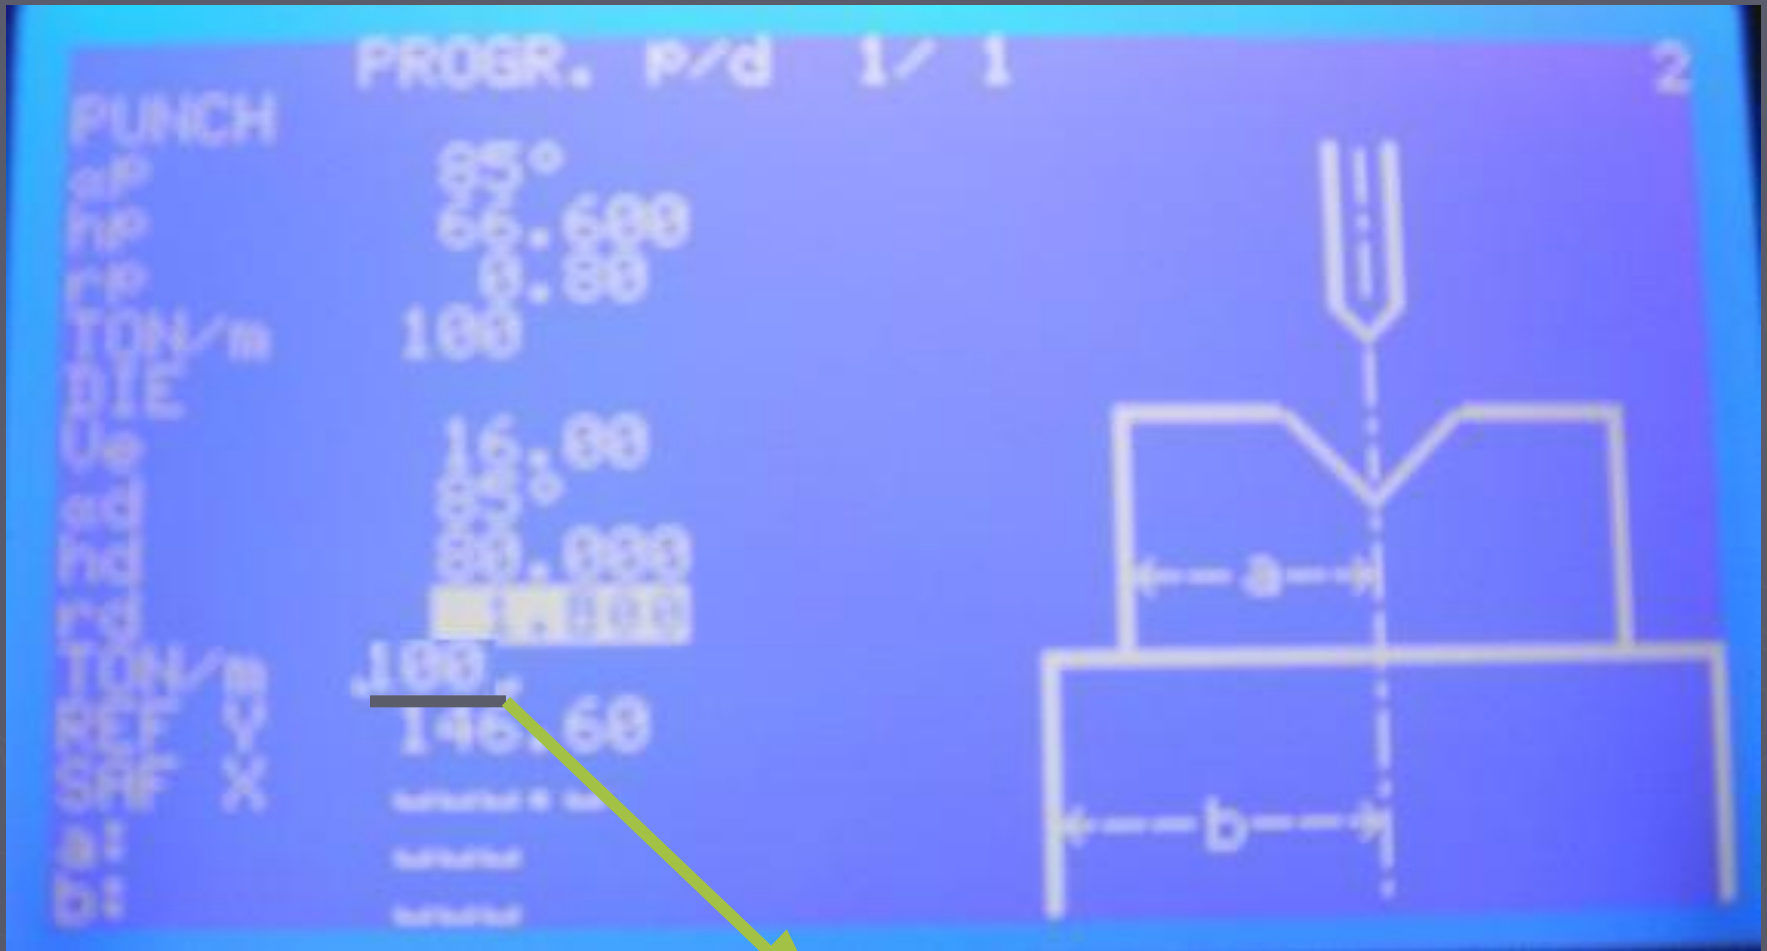 PROGR. p/d 1/ 1 2
PUNCH
αP 85°
hP 66.600
rP 0.80
TON/m 100
DIE
Ve 16.00
αd 85°
hd 80.000
rd
TON/m 100
REF Y 146.60
SAF X ---.--
a: ---
b: ---
a
b